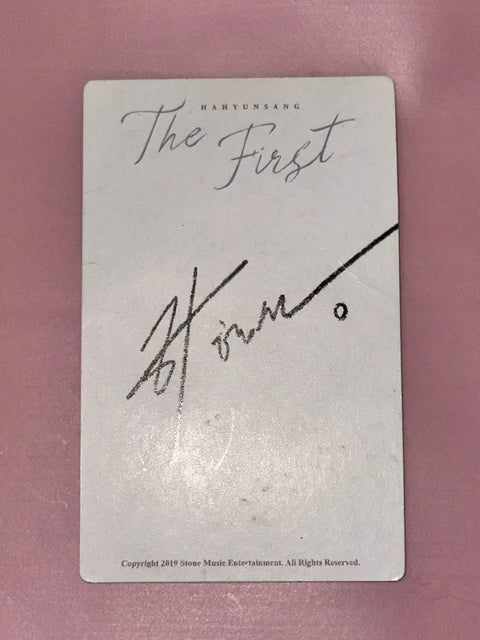 HAHYUNSANG
The First
Copyright 2019 Stone Music Entertainment. All Rights Reserved.